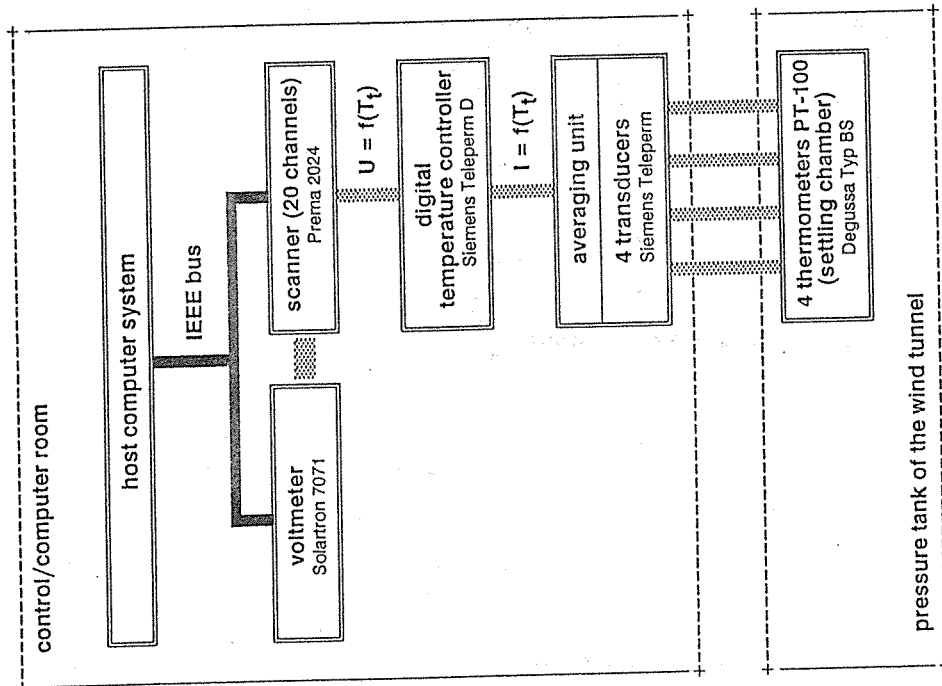 control/computer room
host computer system
IEEE bus
voltmeter
Solartron 7071
scanner (20 channels)
Prema 2024
U = f(Tt)
digital
temperature controller
Siemens Teleperm D
I = f(Tt)
averaging unit
4 transducers
Siemens Teleperm
4 thermometers PT-100
(settling chamber)
Degussa Typ BS
pressure tank of the wind tunnel